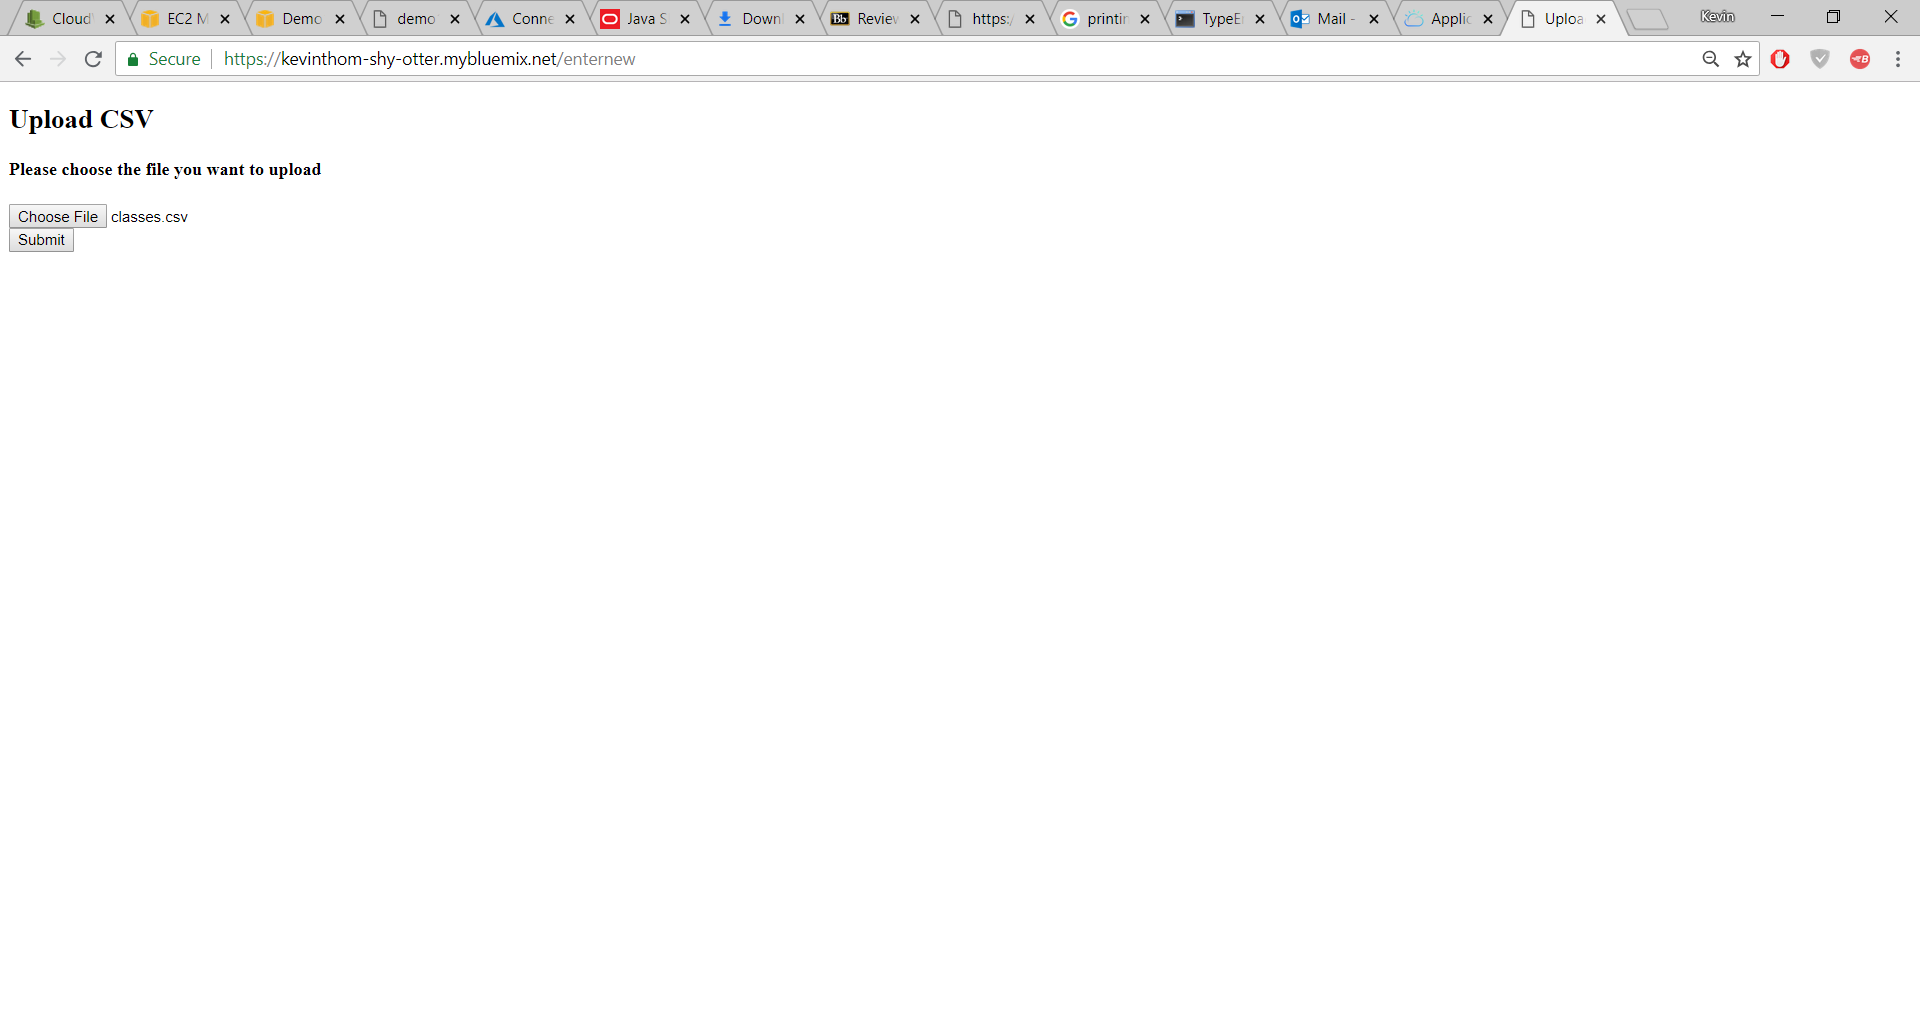 Cloud EC2 M Demo demo Conne Java S Down Review https:/ printin TypeE Mail - Applic Uploa Kevin
Secure https://kevinthom-shy-otter.mybluemix.net/enternew
Upload CSV
Please choose the file you want to upload
Choose File classes.csv
Submit